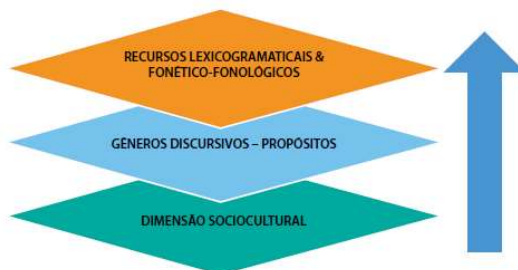 RECURSOS LEXICOGRAMATICAIS &
FONÉTICO-FONOLÓGICOS
GÊNEROS DISCURSIVOS – PROPÓSITOS
DIMENSÃO SOCIOCULTURAL